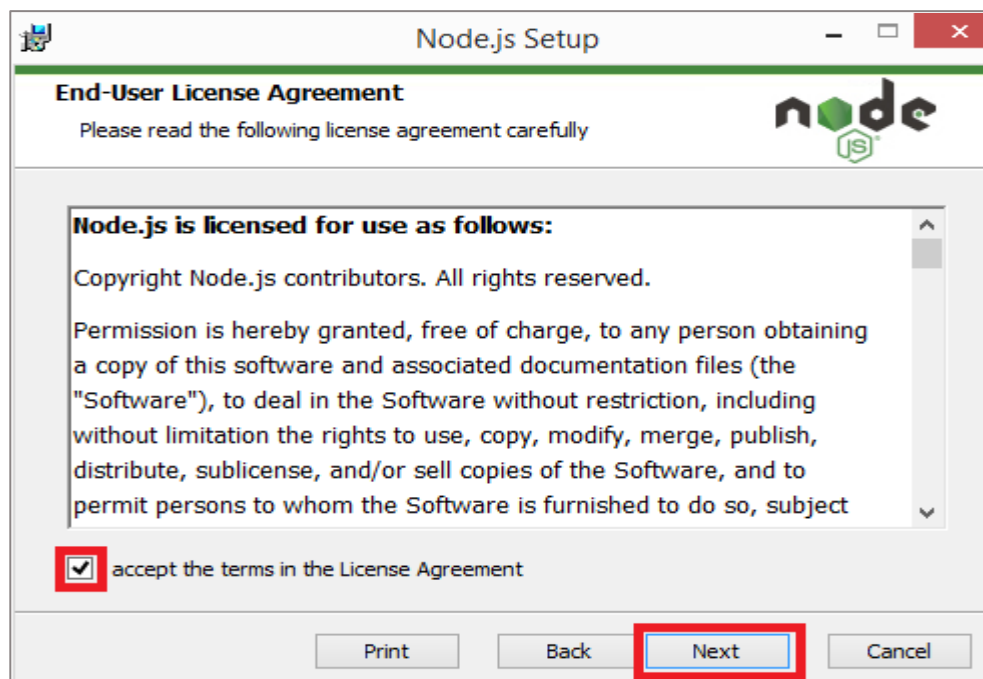 Node.js Setup
End-User License Agreement
Please read the following license agreement carefully
node
JS
Node.js is licensed for use as follows:
Copyright Node.js contributors. All rights reserved.
Permission is hereby granted, free of charge, to any person obtaining
a copy of this software and associated documentation files (the
"Software"), to deal in the Software without restriction, including
without limitation the rights to use, copy, modify, merge, publish,
distribute, sublicense, and/or sell copies of the Software, and to
permit persons to whom the Software is furnished to do so, subject
accept the terms in the License Agreement
Print Back Next Cancel